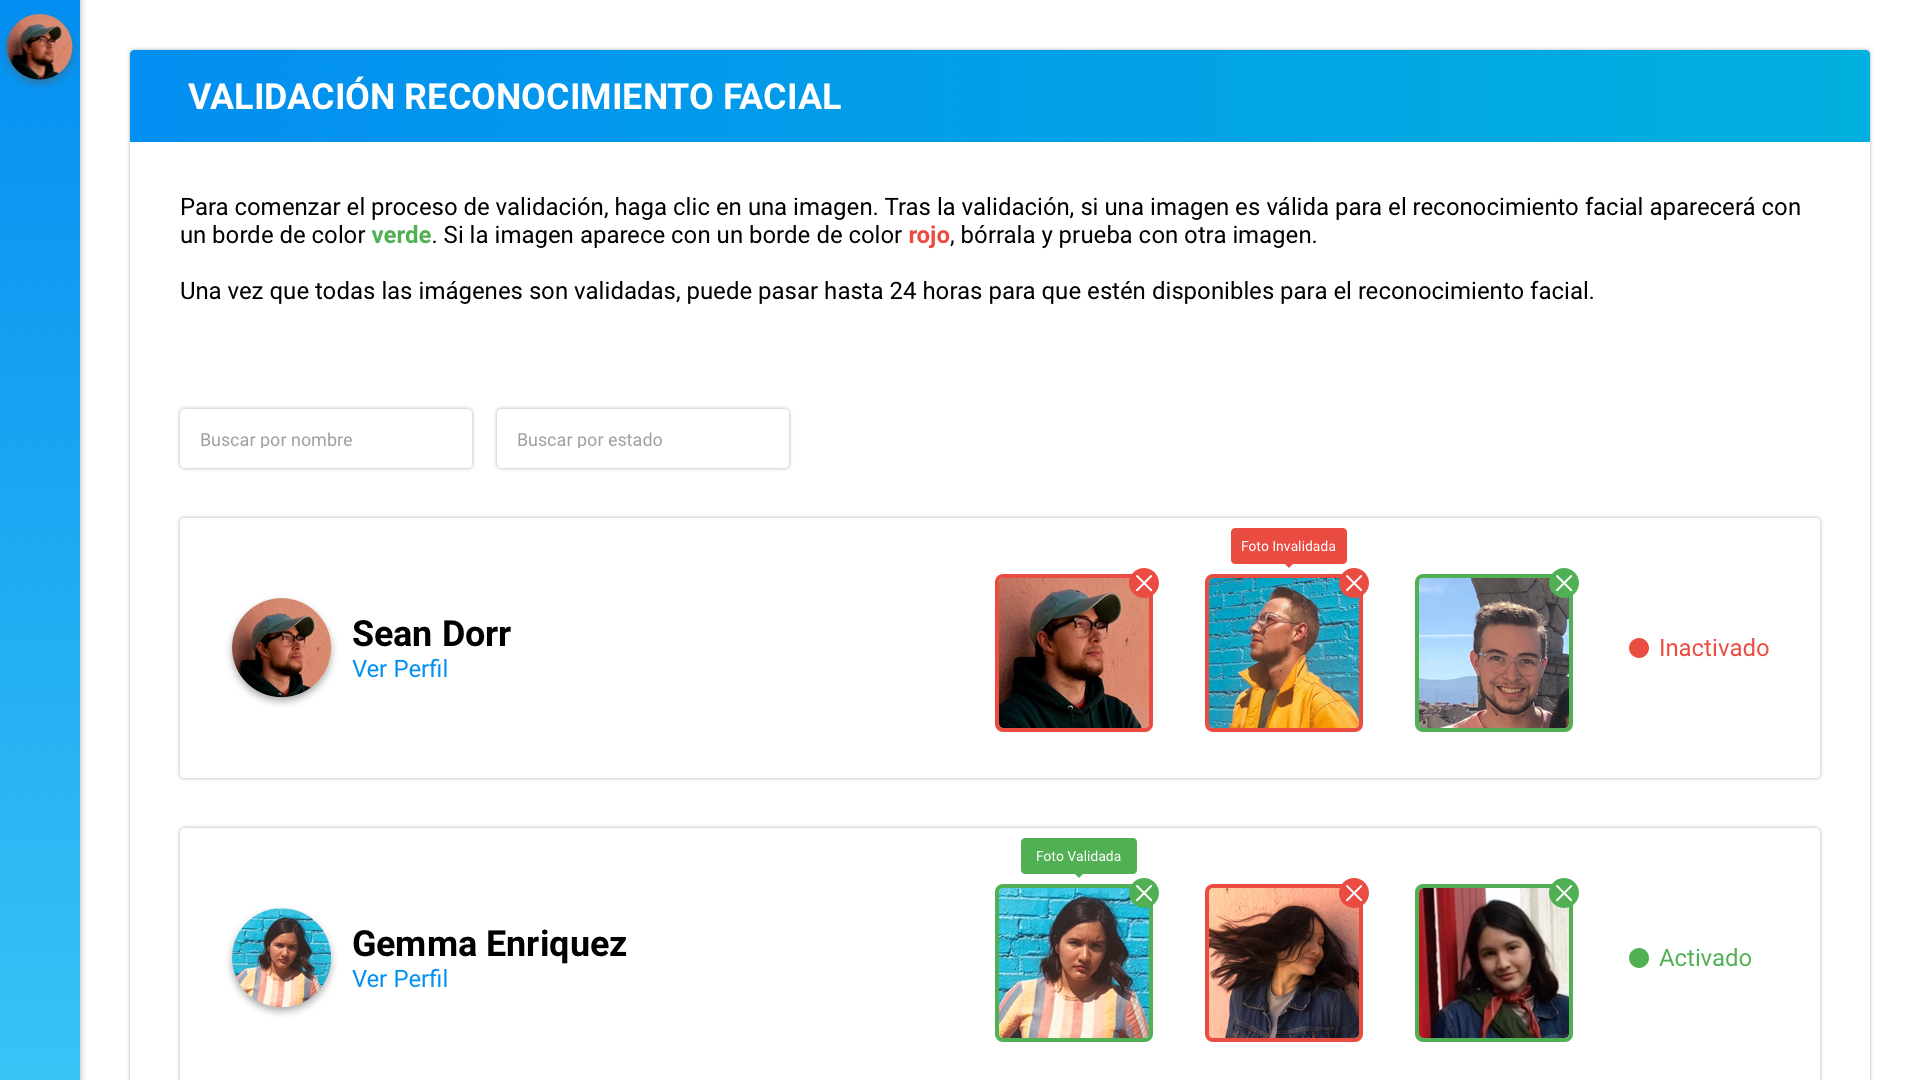 VALIDACIÓN RECONOCIMIENTO FACIAL
Para comenzar el proceso de validación, haga clic en una imagen. Tras la validación, si una imagen es válida para el reconocimiento facial aparecerá con
un borde de color verde. Si la imagen aparece con un borde de color rojo, bórrala y prueba con otra imagen.
Una vez que todas las imágenes son validadas, puede pasar hasta 24 horas para que estén disponibles para el reconocimiento facial.
Buscar por nombre
Buscar por estado
Foto Invalidada
Sean Dorr
Ver Perfil
Inactivado
Foto Validada
Gemma Enriquez
Ver Perfil
Activado